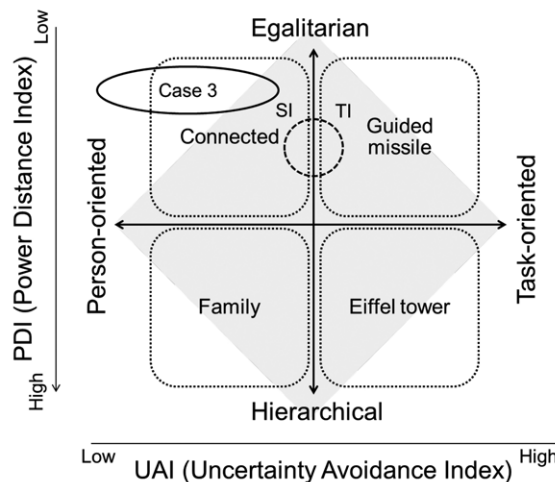 Low
Egalitarian
Case 3
SI
TI
Connected
Guided
missile
PDI (Power Distance Index)
Person-oriented
Task-oriented
Family
Eiffel tower
High
Hierarchical
Low
High
UAI (Uncertainty Avoidance Index)